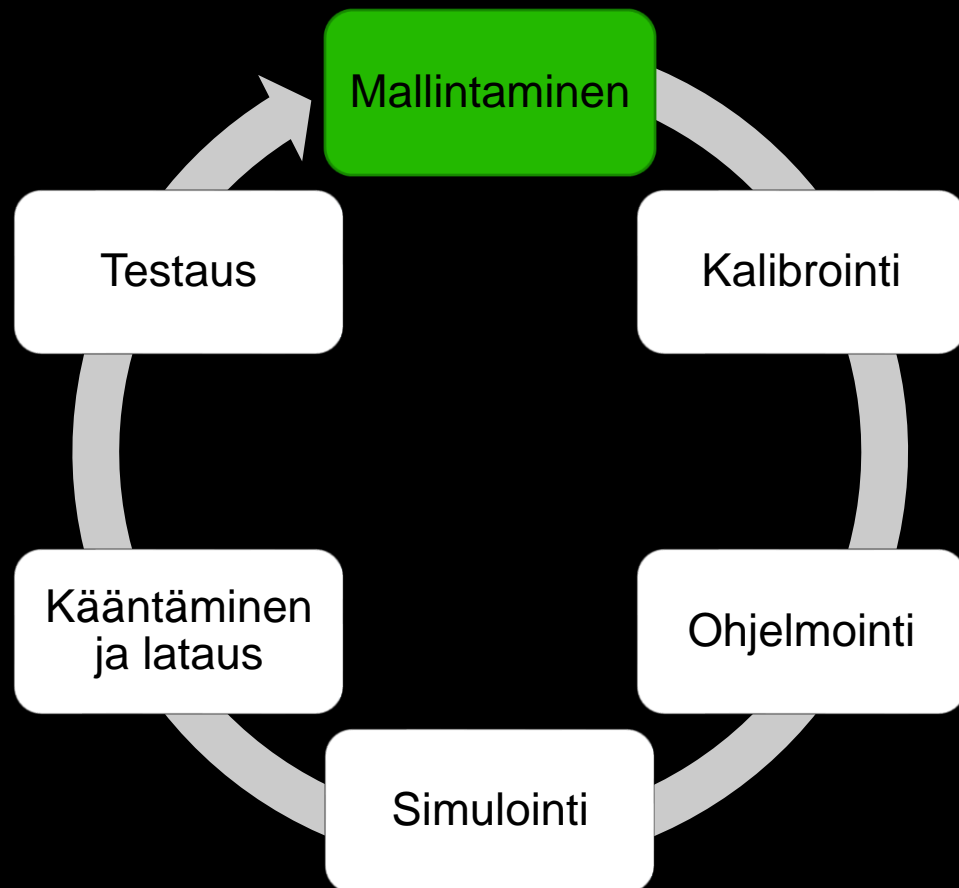 Mallintaminen
Kalibrointi
Ohjelmointi
Simulointi
Kääntäminen
ja lataus
Testaus